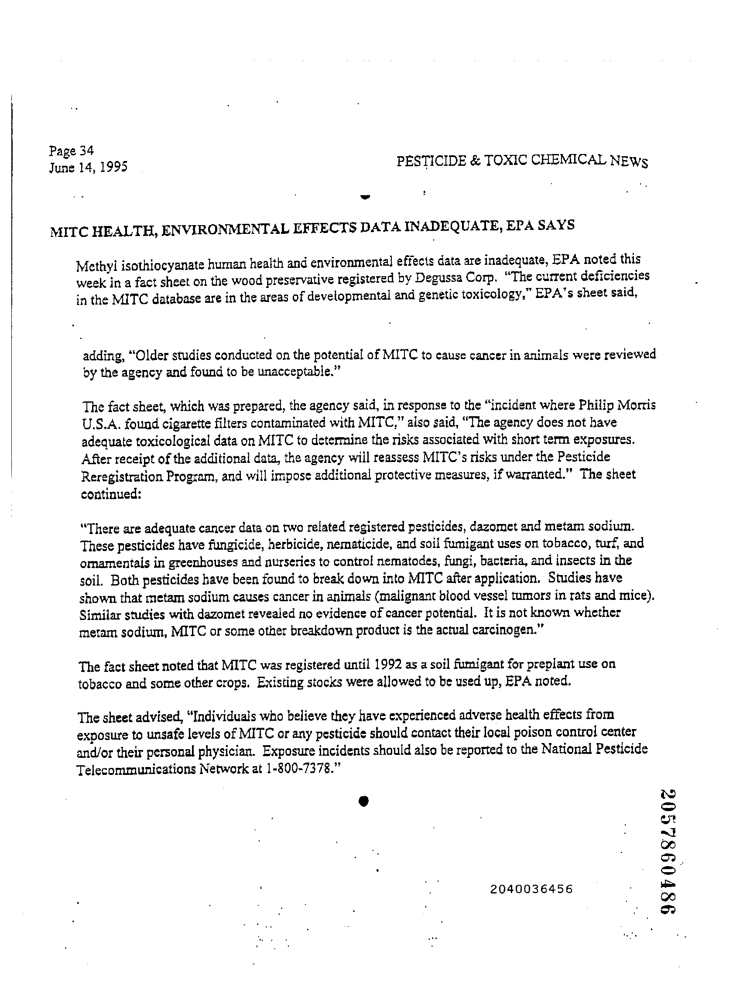 Page 34
June 14, 1995
PESTICIDE & TOXIC CHEMICAL NEWS
MITC HEALTH, ENVIRONMENTAL EFFECTS DATA INADEQUATE, EPA SAYS
Methyl isothiocyanate human health and environmental effects data are inadequate, EPA noted this
week in a fact sheet on the wood preservative registered by Degussa Corp. “The current deficiencies
in the MITC database are in the areas of developmental and genetic toxicology,” EPA’s sheet said,
adding, “Older studies conducted on the potential of MITC to cause cancer in animals were reviewed
by the agency and found to be unacceptable.”
The fact sheet, which was prepared, the agency said, in response to the “incident where Philip Morris
U.S.A. found cigarette filters contaminated with MITC,” also said, “The agency does not have
adequate toxicological data on MITC to determine the risks associated with short term exposures.
After receipt of the additional data, the agency will reassess MITC’s risks under the Pesticide
Reregistration Program, and will impose additional protective measures, if warranted.” The sheet
continued:
“There are adequate cancer data on two related registered pesticides, dazomet and metam sodium.
These pesticides have fungicide, herbicide, nematicide, and soil fumigant uses on tobacco, turf, and
ornamentals in greenhouses and nurseries to control nematodes, fungi, bacteria, and insects in the
soil. Both pesticides have been found to break down into MITC after application. Studies have
shown that metam sodium causes cancer in animals (malignant blood vessel tumors in rats and mice).
Similar studies with dazomet revealed no evidence of cancer potential. It is not known whether
metam sodium, MITC or some other breakdown product is the actual carcinogen.”
The fact sheet noted that MITC was registered until 1992 as a soil fumigant for preplant use on
tobacco and some other crops. Existing stocks were allowed to be used up, EPA noted.
The sheet advised, “Individuals who believe they have experienced adverse health effects from
exposure to unsafe levels of MITC or any pesticide should contact their local poison control center
and/or their personal physician. Exposure incidents should also be reported to the National Pesticide
Telecommunications Network at 1-800-7378.”
2057860486
2040036456